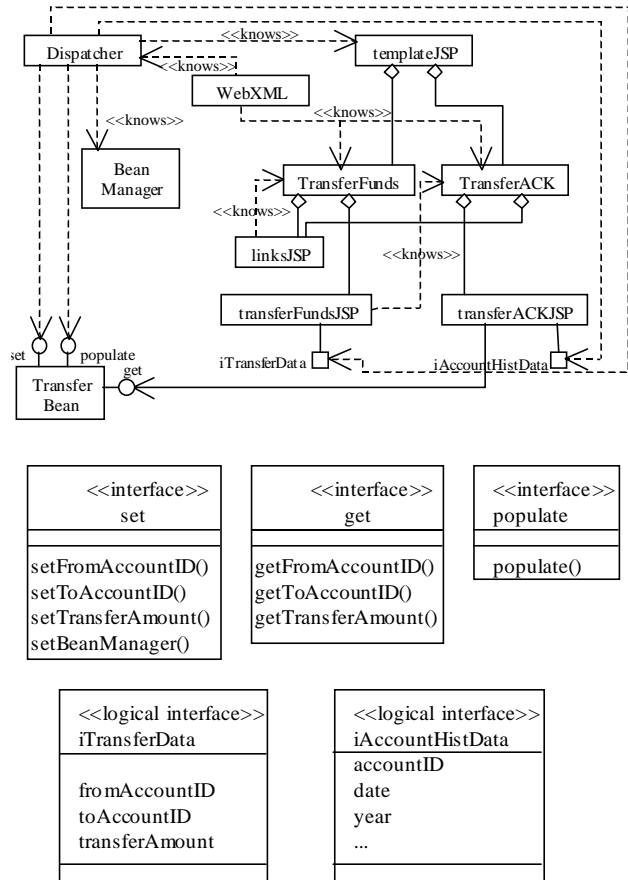 Dispatcher
templateJSP
<<knows>>
WebXML
<<knows>>
<<knows>>
Bean
Manager
TransferFunds
TransferACK
<<knows>>
<<knows>>
linksJSP
transferFundsJSP
transferACKJSP
set
populate
get
iTransferData
iAccountHistData
Transfer
Bean
<<interface>>
set
setFromAccountID()
setToAccountID()
setTransferAmount()
setBeanManager()
<<interface>>
get
getFromAccountID()
getToAccountID()
getTransferAmount()
<<interface>>
populate
populate()
<<logical interface>>
iTransferData
fromAccountID
toAccountID
transferAmount
<<logical interface>>
iAccountHistData
accountID
date
year
...